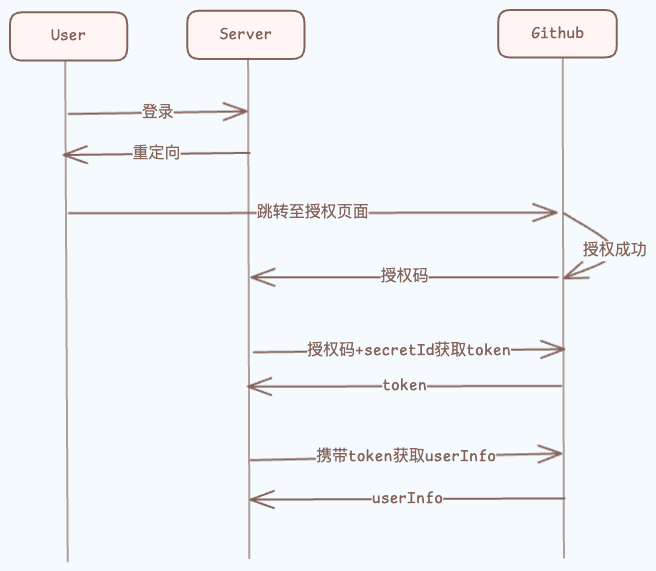 User
Server
Github
登录
重定向
跳转至授权页面
授权成功
授权码
授权码+secretId获取token
token
携带token获取userInfo
userInfo